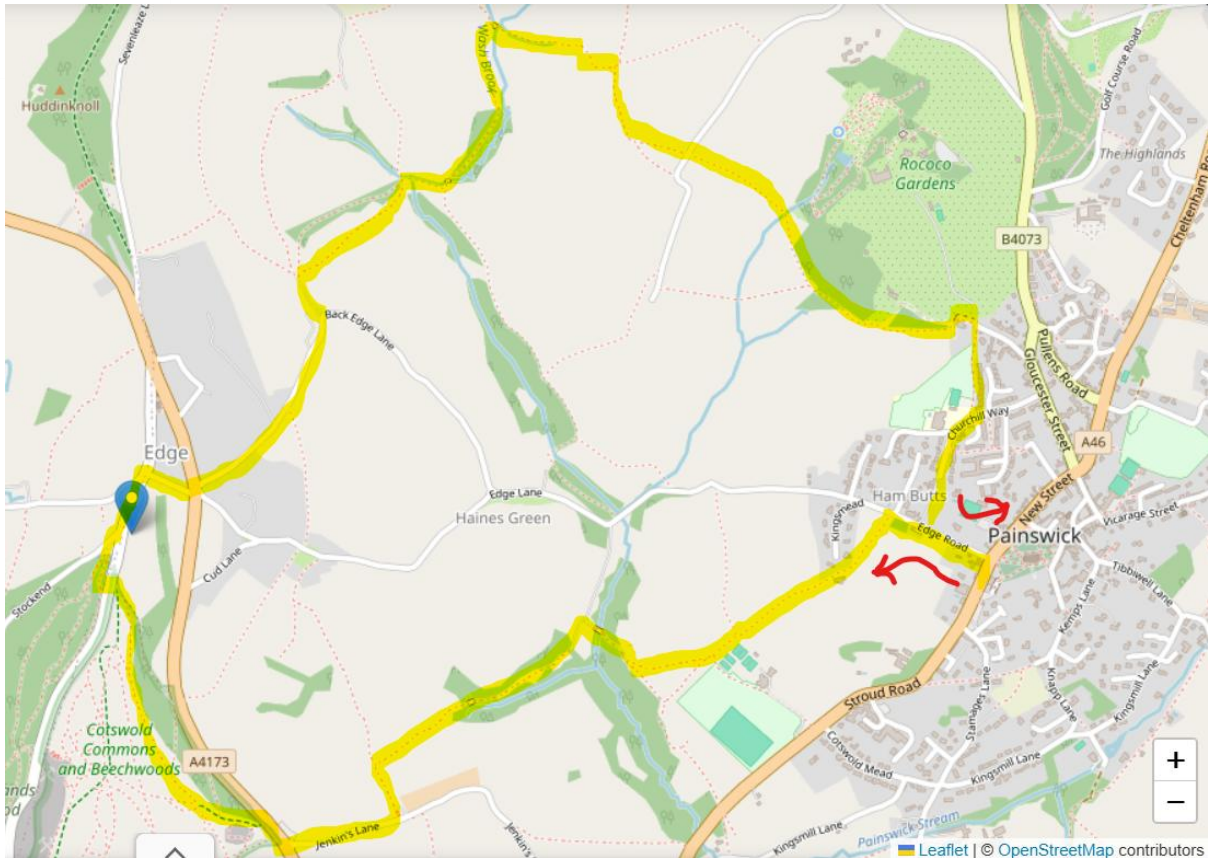 Sevenleaze L
Wash Brook
Golf Course Road
Huddinknoll
The Highlands
Cheltenham Ro
Rococo
Gardens
B4073
Back Edge Lane
Pullens Road
Gloucester Street
Churchill Way
A46
Edge
New Street
Edge Lane
Ham Butts
Haines Green
Kingsmead
Vicarage Street
Edge Road
Painswick
Cud Lane
Tibbiwell Lane
Stockend
Kemps Lane
Stroud Road
Stamages Lane
Knapp Lane
Kingsmill Lane
Cotswold
Commons
and Beechwoods
A4173
Cotswold Mead
Kingsmill Lane
+
ands
d
Jenkin's Lane
Jenkin's L
Kingsmill Lane
Painswick Stream
−
Leaflet | © OpenStreetMap contributors